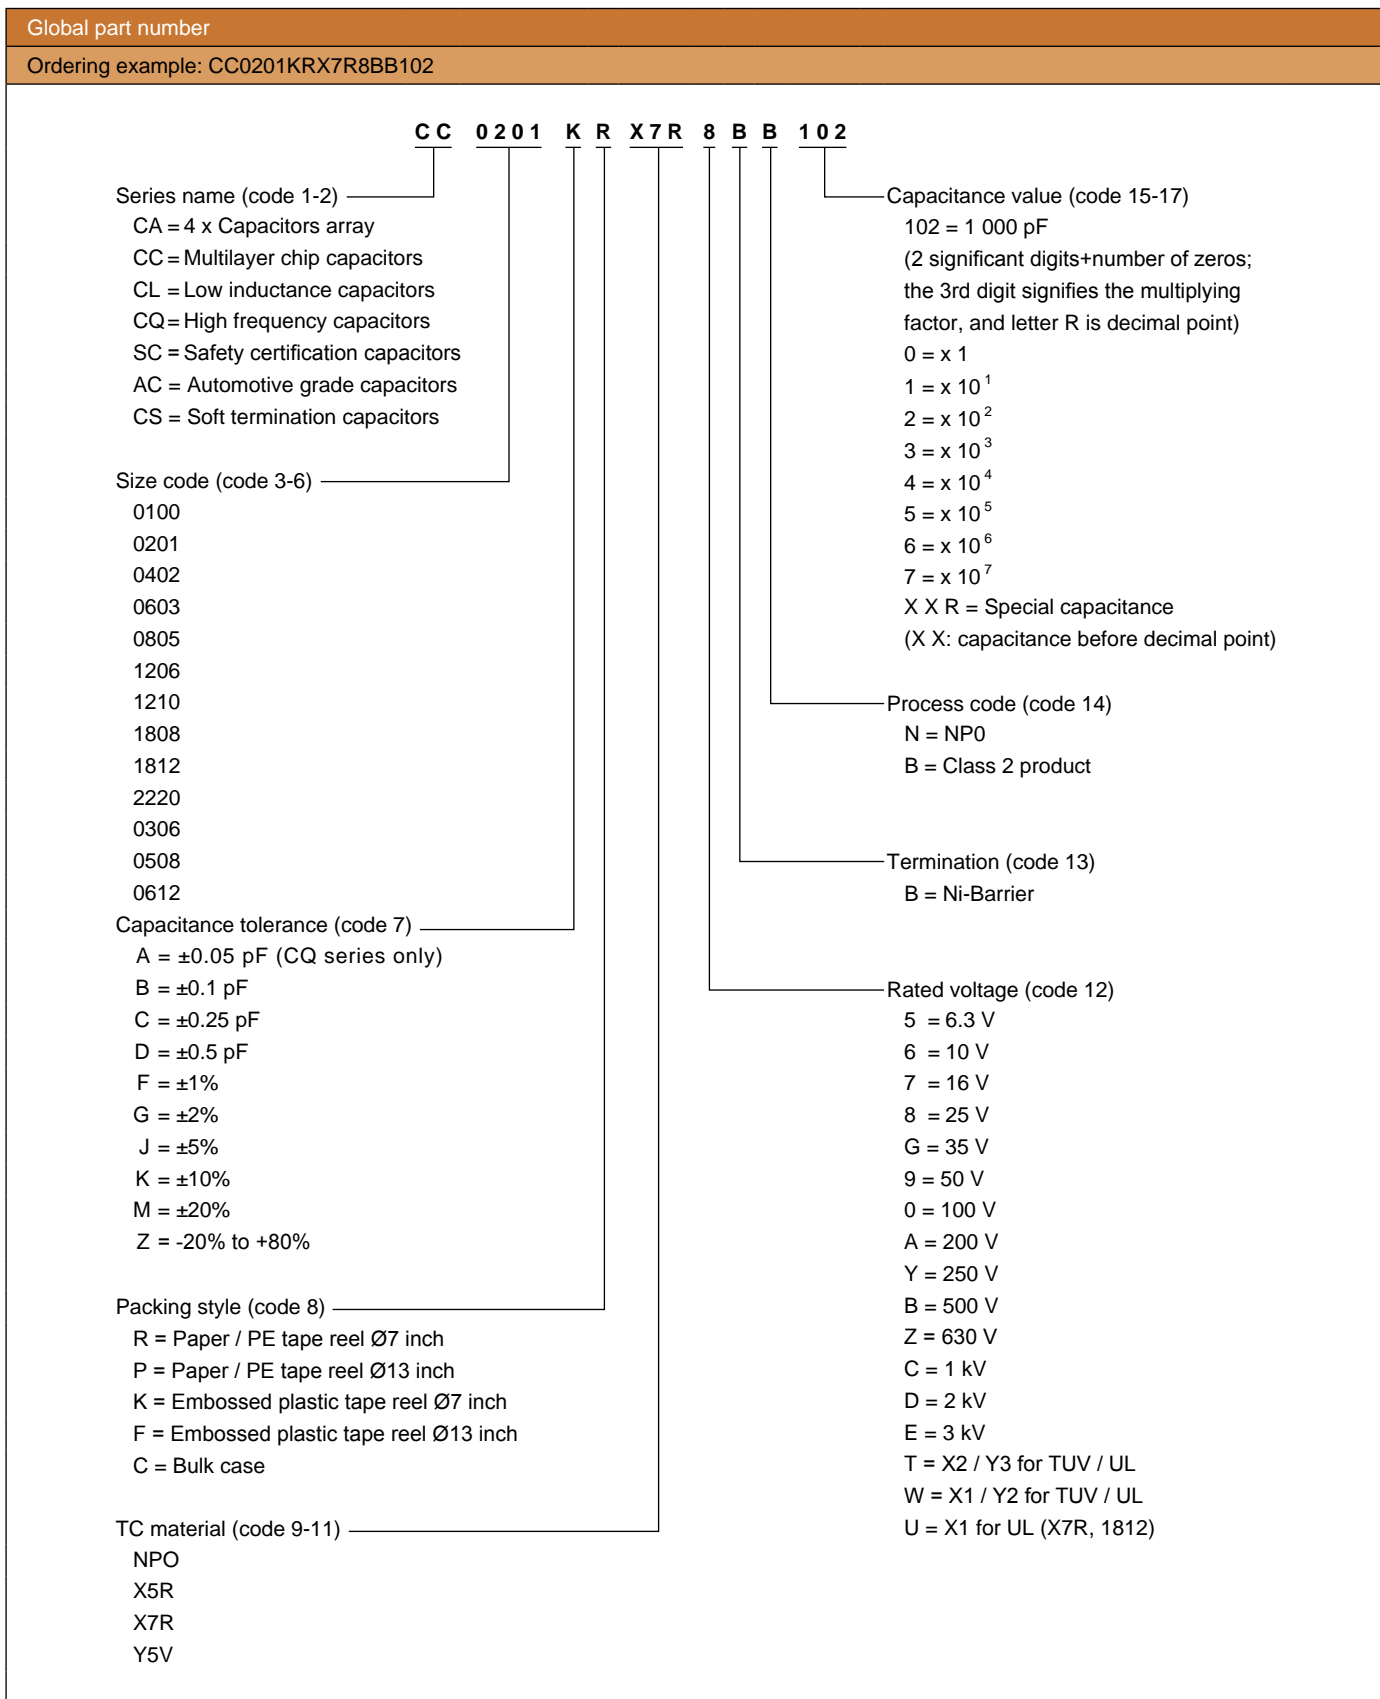 Global part number
Ordering example: CC0201KRX7R8BB102
CC 0201 K R X7R 8 B B 102
Series name (code 1-2)
CA = 4 x Capacitors array
CC = Multilayer chip capacitors
CL = Low inductance capacitors
CQ = High frequency capacitors
SC = Safety certification capacitors
AC = Automotive grade capacitors
CS = Soft termination capacitors
Size code (code 3-6)
0100
0201
0402
0603
0805
1206
1210
1808
1812
2220
0306
0508
0612
Capacitance tolerance (code 7)
A = ±0.05 pF (CQ series only)
B = ±0.1 pF
C = ±0.25 pF
D = ±0.5 pF
F = ±1%
G = ±2%
J = ±5%
K = ±10%
M = ±20%
Z = -20% to +80%
Packing style (code 8)
R = Paper / PE tape reel Ø7 inch
P = Paper / PE tape reel Ø13 inch
K = Embossed plastic tape reel Ø7 inch
F = Embossed plastic tape reel Ø13 inch
C = Bulk case
TC material (code 9-11)
NPO
X5R
X7R
Y5V
Capacitance value (code 15-17)
102 = 1 000 pF
(2 significant digits+number of zeros;
the 3rd digit signifies the multiplying
factor, and letter R is decimal point)
0 = x 1
1 = x 10 1
2 = x 10 2
3 = x 10 3
4 = x 10 4
5 = x 10 5
6 = x 10 6
7 = x 10 7
X X R = Special capacitance
(X X: capacitance before decimal point)
Process code (code 14)
N = NP0
B = Class 2 product
Termination (code 13)
B = Ni-Barrier
Rated voltage (code 12)
5 = 6.3 V
6 = 10 V
7 = 16 V
8 = 25 V
G = 35 V
9 = 50 V
0 = 100 V
A = 200 V
Y = 250 V
B = 500 V
Z = 630 V
C = 1 kV
D = 2 kV
E = 3 kV
T = X2 / Y3 for TUV / UL
W = X1 / Y2 for TUV / UL
U = X1 for UL (X7R, 1812)